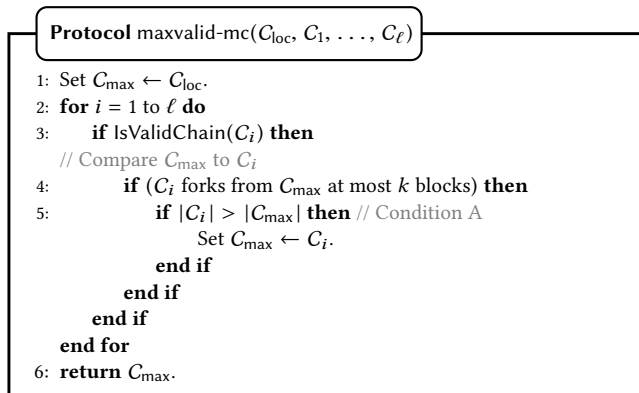 Protocol maxvalid-mc(C_loc, C_1, . . . , C_ℓ)
1: Set C_max ← C_loc.
2: for i = 1 to ℓ do
3: if IsValidChain(C_i) then
// Compare C_max to C_i
4: if (C_i forks from C_max at most k blocks) then
5: if |C_i| > |C_max| then // Condition A
Set C_max ← C_i.
end if
end if
end if
end for
6: return C_max.